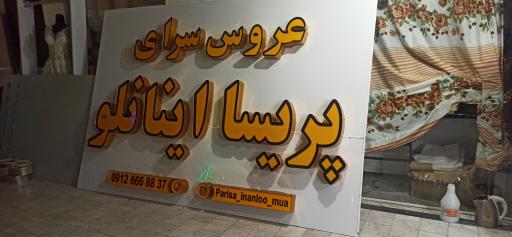 عروس سرای
پریسا اینانلو
0912 666 88 37
Parisa_inanloo_mua